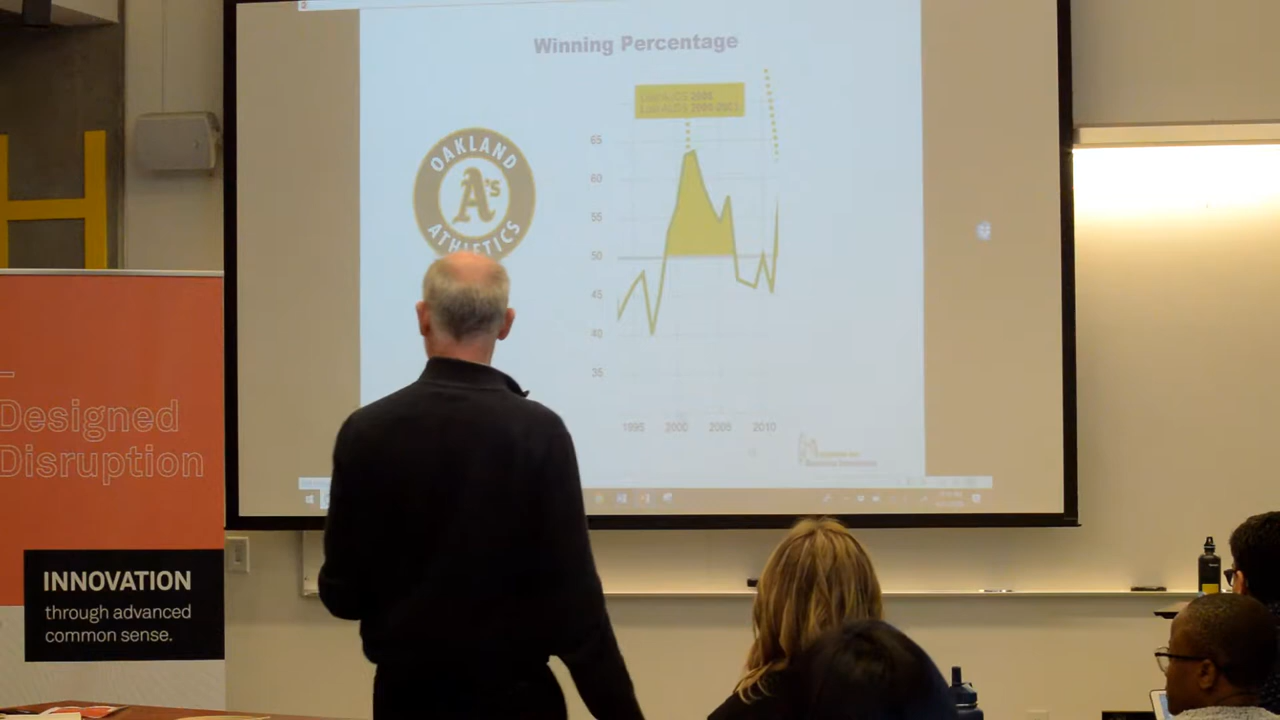 Winning Percentage
OAKLAND
A's
ATHLETICS
65
60
55
50
45
40
35
1995
2000
2005
2010
Designed
Disruption
INNOVATION
through advanced
common sense.